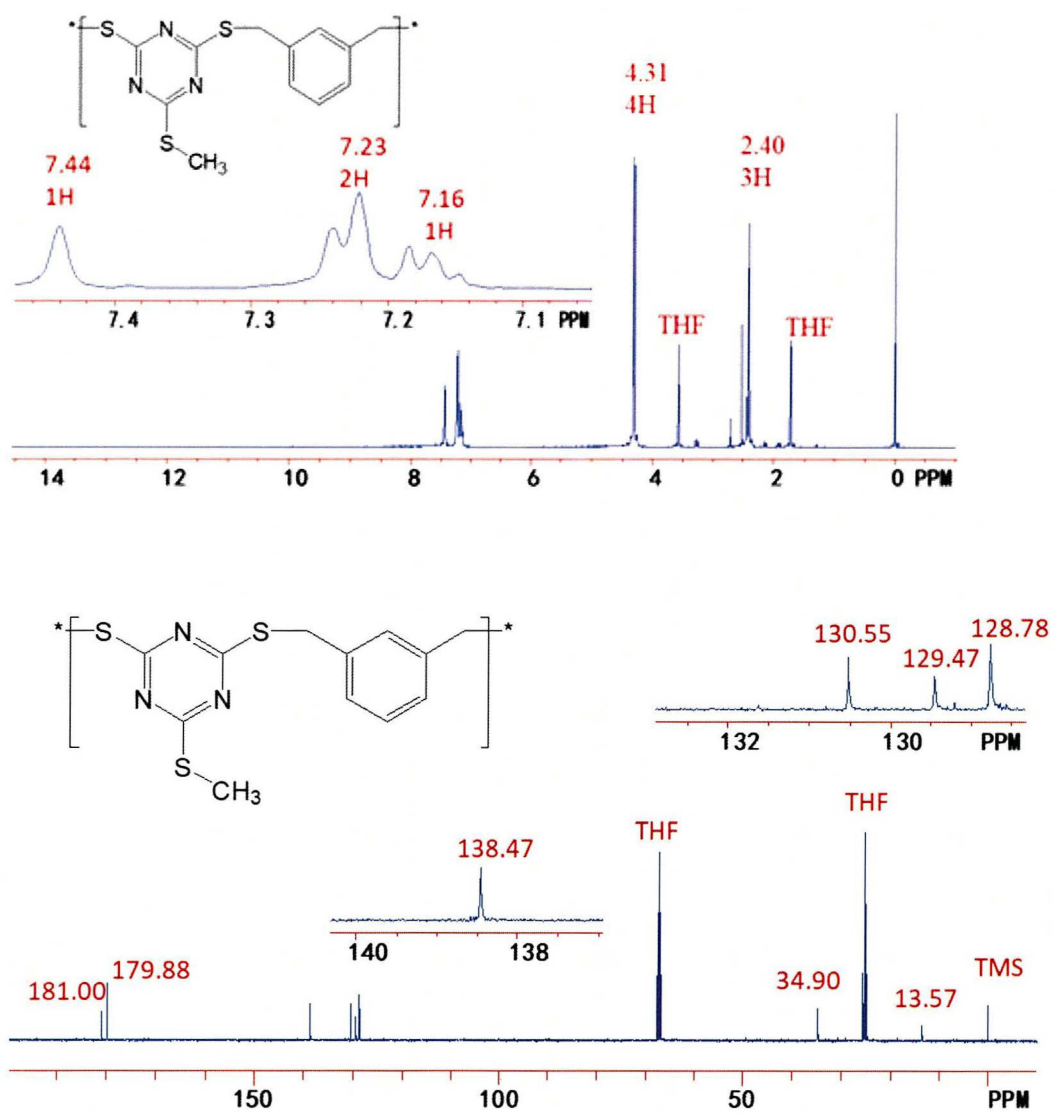 * S N S *
N N
S
CH3
4.31
4H
2.40
3H
7.44
1H
7.23
2H
7.16
1H
THF
THF
7.4 7.3 7.2 7.1 PPM
14 12 10 8 6 4 2 0 PPM
* S N S *
N N
S
CH3
130.55
129.47
128.78
132 130 PPM
THF
THF
138.47
140 138
181.00
179.88
34.90
13.57
TMS
150 100 50 PPM